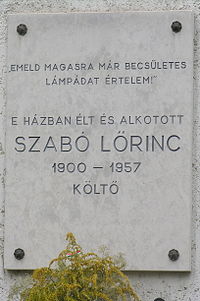 „EMELD MAGASRA MÁR BECSÜLETES
LÁMPÁDAT ÉRTELEM!”
E HÁZBAN ÉLT ÉS ALKOTOTT
SZABÓ LŐRINC
1900 – 1957
KÖLTŐ